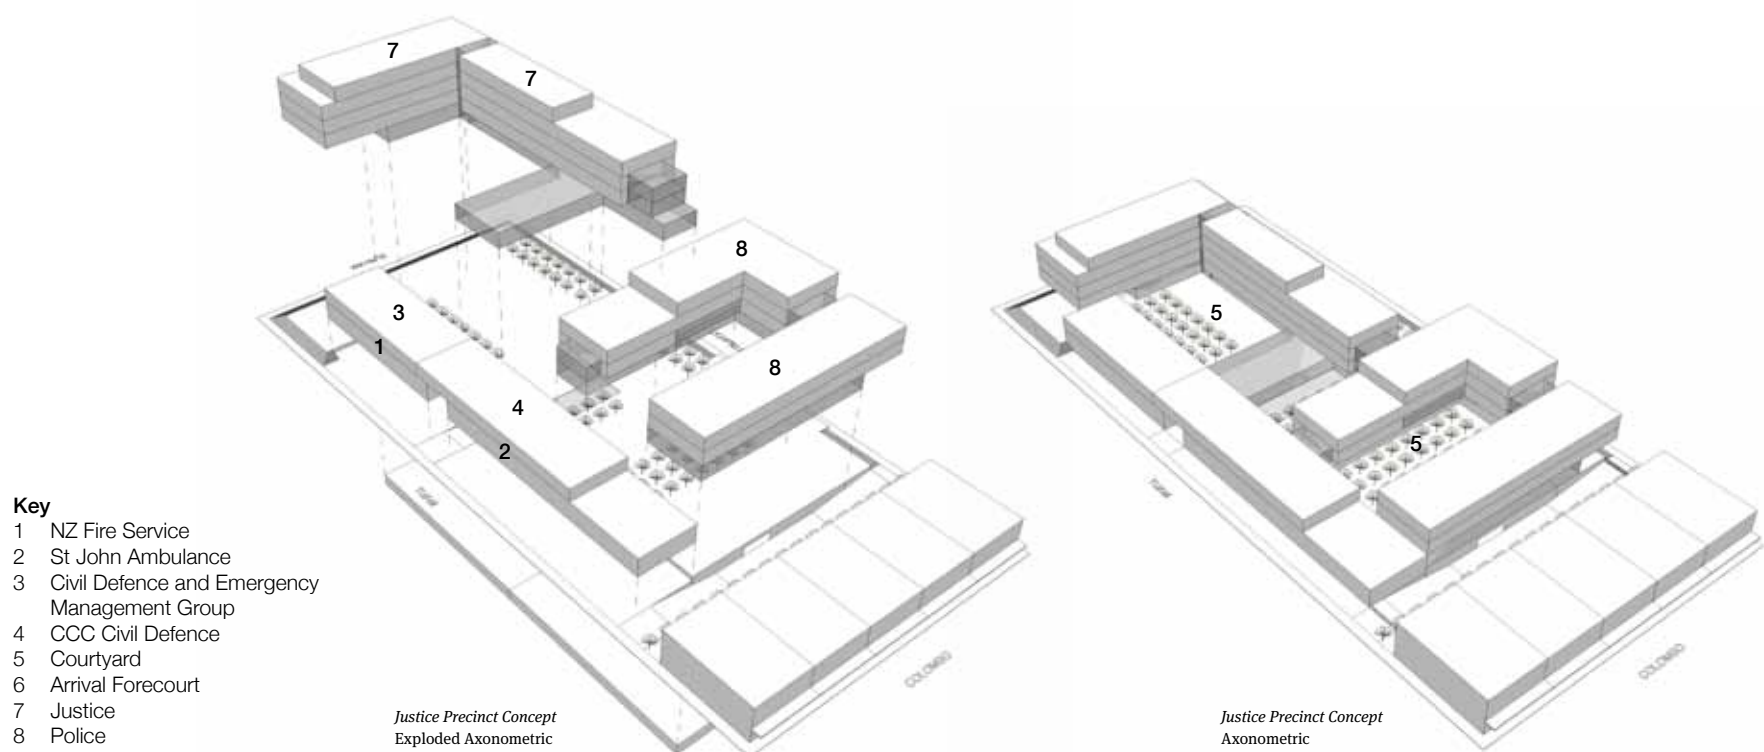 7
7
8
3
5
1
8
4
5
2
TUAM
TUAM
COLOMBO
COLOMBO
Key
1 NZ Fire Service
2 St John Ambulance
3 Civil Defence and Emergency
Management Group
4 CCC Civil Defence
5 Courtyard
6 Arrival Forecourt
7 Justice
8 Police
Justice Precinct Concept
Exploded Axonometric
Justice Precinct Concept
Axonometric